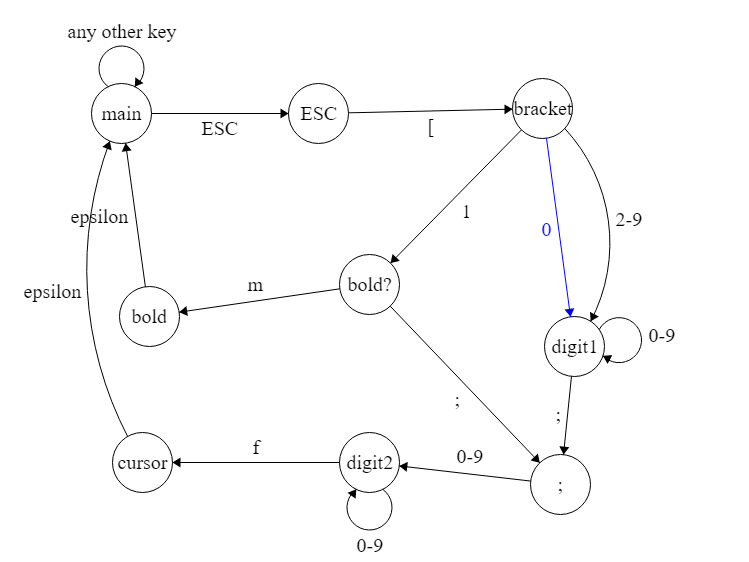 any other key
main
ESC
ESC
[
bracket
1
0
2-9
epsilon
epsilon
bold
m
bold?
digit1
0-9
;
;
cursor
f
digit2
0-9
;
0-9